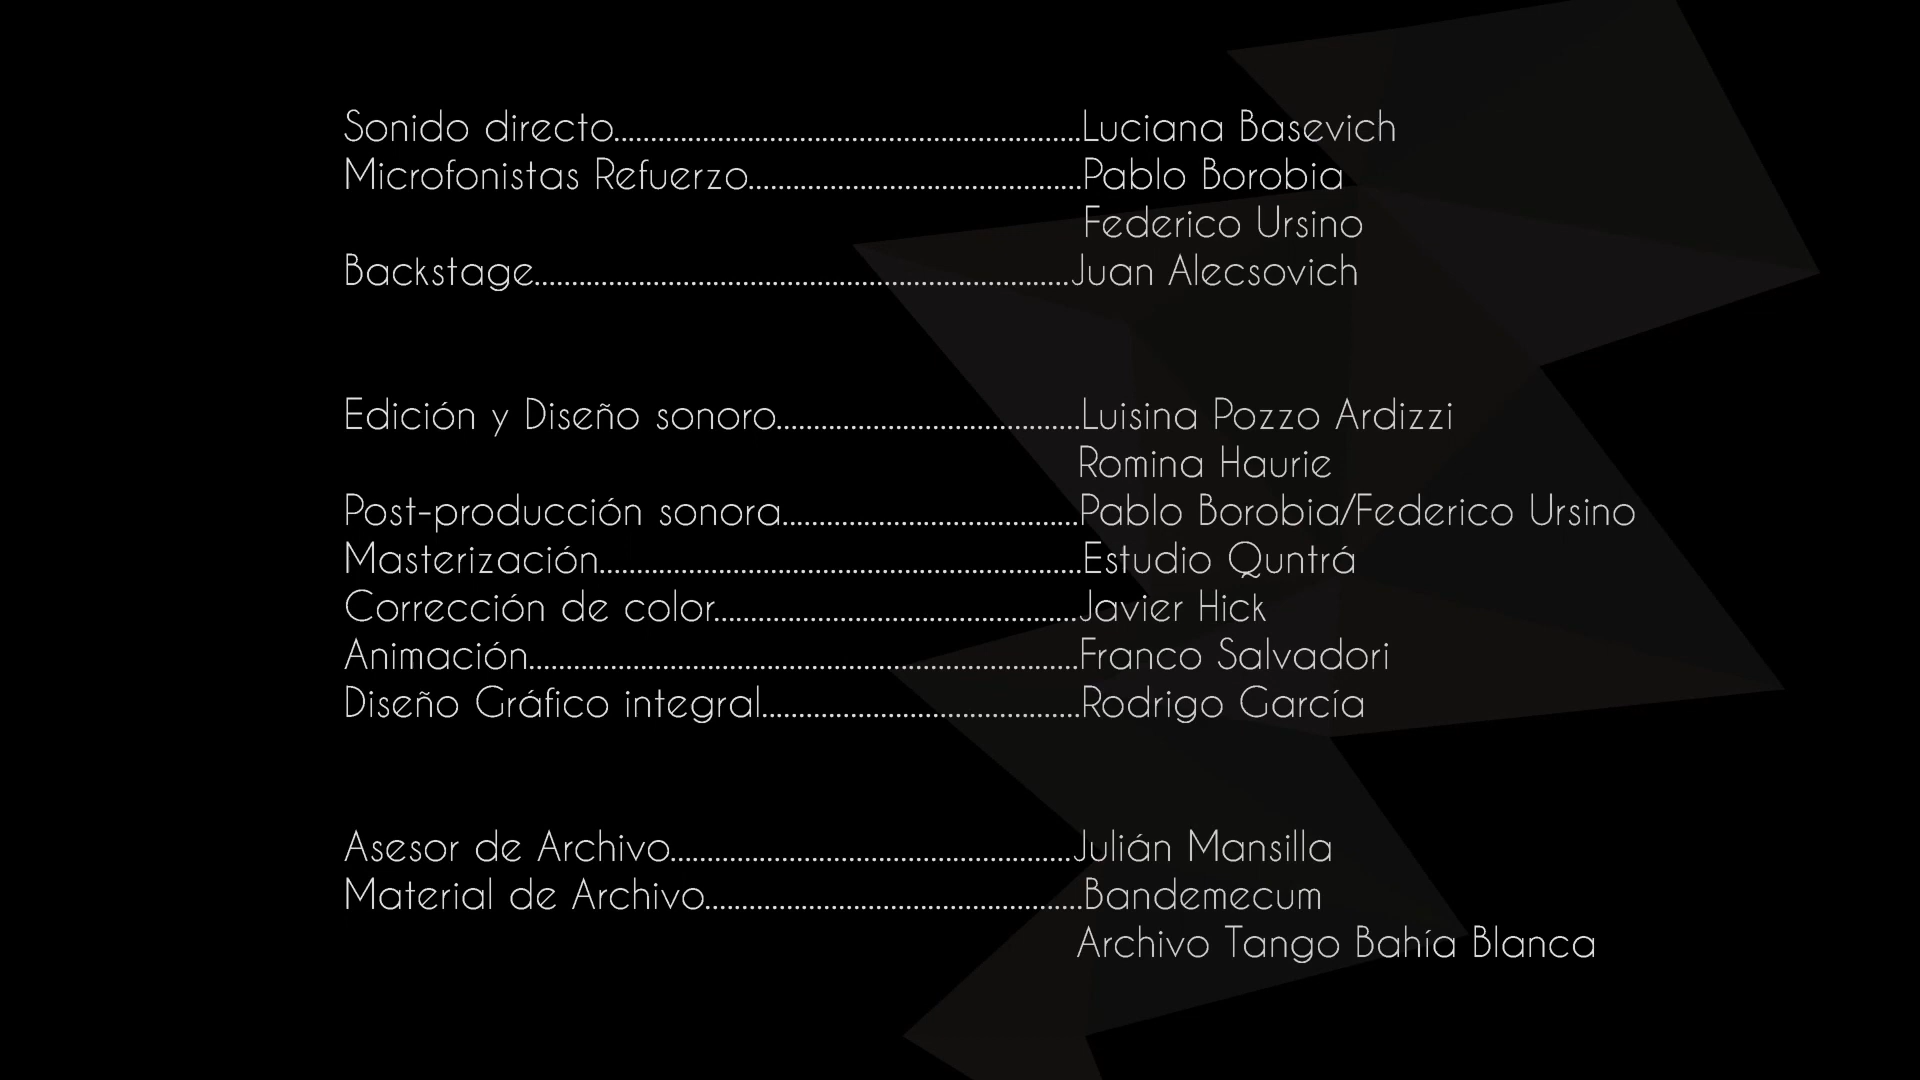 Sonido directo...............................................................Luciana Basevich
Microfonistas Refuerzo.............................................Pablo Borobia
Federico Ursino
Backstage........................................................................Juan Alecsovich
Edición y Diseño sonoro.........................................Luisina Pozzo Ardizzi
Romina Haurie
Post-producción sonora........................................Pablo Borobia/Federico Ursino
Masterización.................................................................Estudio Quntrá
Corrección de color.................................................Javier Hick
Animación..........................................................................Franco Salvadori
Diseño Gráfico integral...........................................Rodrigo García
Asesor de Archivo......................................................Julián Mansilla
Material de Archivo...................................................Bandemecum
Archivo Tango Bahía Blanca